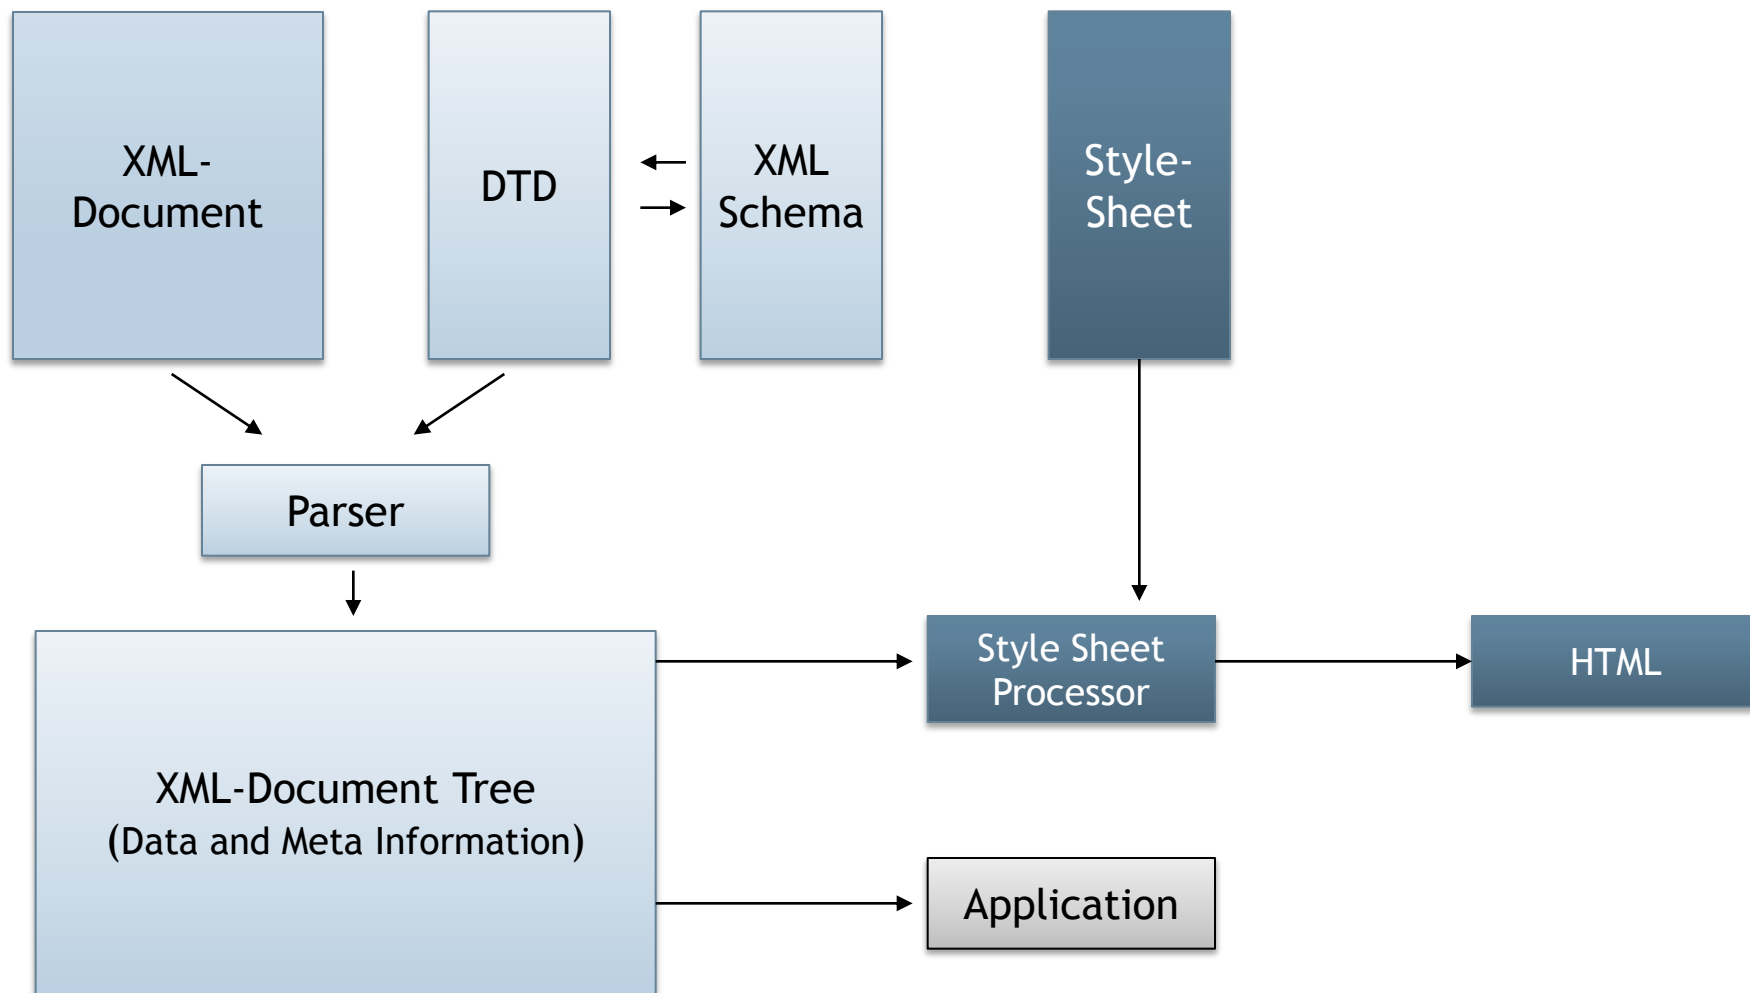 XML-
Document
DTD
XML
Schema
Style-
Sheet
Parser
Style Sheet
Processor
HTML
XML-Document Tree
(Data and Meta Information)
Application